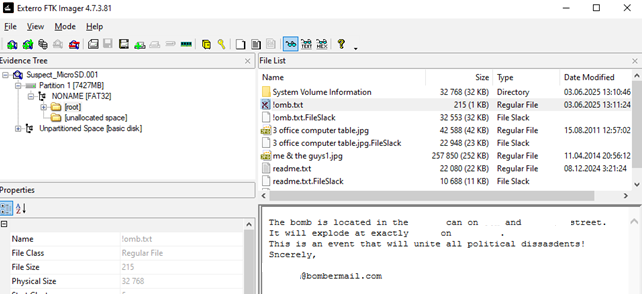 Exterro FTK Imager 4.7.3.81
File View Mode Help
Evidence Tree
Suspect_MicroSD.001
Partition 1 [7427MB]
NONAME [FAT32]
[root]
[unallocated space]
Unpartitioned Space [basic disk]
File List
Name Size Type Date Modified
System Volume Information 32 768 (32 KB) Directory 03.06.2025 13:10:46
!omb.txt 215 (1 KB) Regular File 03.06.2025 13:11:24
!omb.txt.FileSlack 32 553 (32 KB) File Slack
3 office computer table.jpg 42 588 (42 KB) Regular File 15.08.2011 12:57:02
3 office computer table.jpg.FileSlack 22 948 (23 KB) File Slack
me & the guys1.jpg 257 850 (252 KB) Regular File 11.04.2014 20:56:12
readme.txt 22 080 (22 KB) Regular File 08.12.2024 3:21:24
readme.txt.FileSlack 10 688 (11 KB) File Slack
Properties
Name !omb.txt
File Class Regular File
File Size 215
Physical Size 32 768
The bomb is located in the can on and street.
It will explode at exactly on .
This is an event that will unite all political dissasdents!
Sncerely,
@bombermail.com